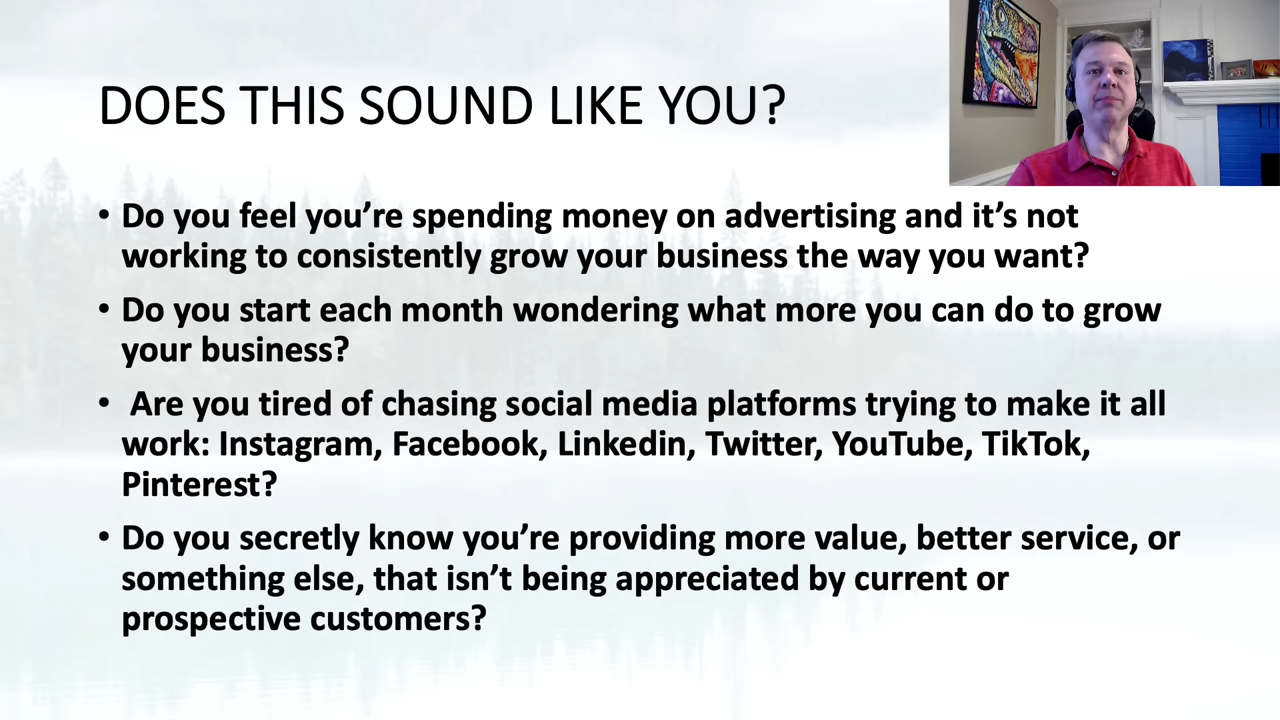 DOES THIS SOUND LIKE YOU?
• Do you feel you’re spending money on advertising and it’s not
working to consistently grow your business the way you want?
• Do you start each month wondering what more you can do to grow
your business?
• Are you tired of chasing social media platforms trying to make it all
work: Instagram, Facebook, Linkedin, Twitter, YouTube, TikTok,
Pinterest?
• Do you secretly know you’re providing more value, better service, or
something else, that isn’t being appreciated by current or
prospective customers?